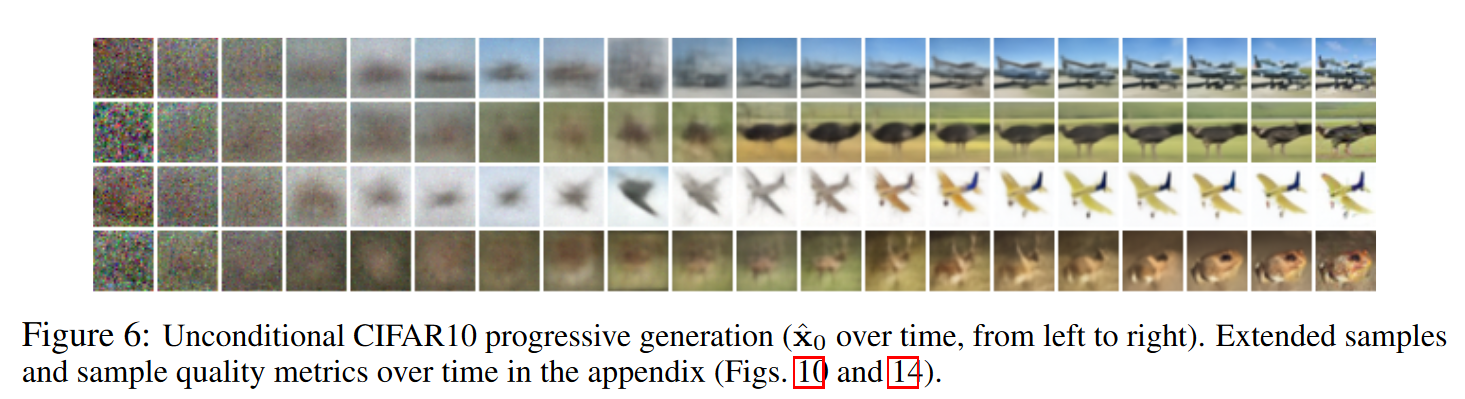 Figure 6: Unconditional CIFAR10 progressive generation (x̂₀ over time, from left to right). Extended samples
and sample quality metrics over time in the appendix (Figs. 10 and 14).